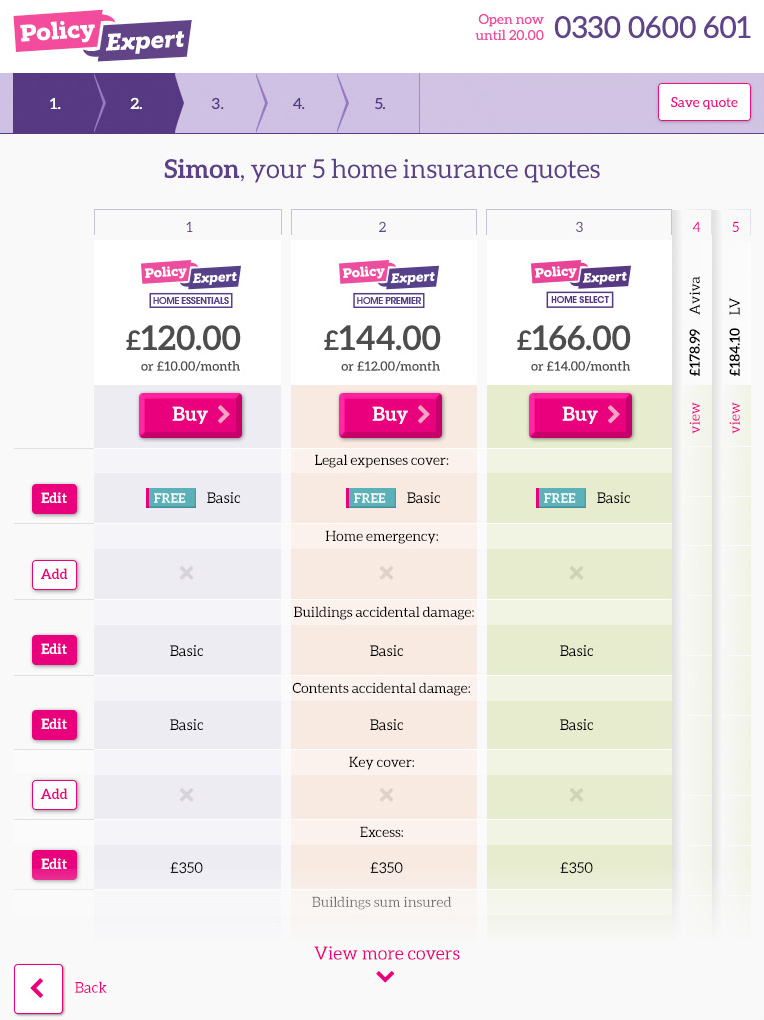 Policy Expert
Open now
until 20.00
0330 0600 601
1.
2.
3.
4.
5.
Save quote
Simon, your 5 home insurance quotes
1
2
3
4
5
Policy Expert
HOME ESSENTIALS
£120.00
or £10.00/month
Buy
Policy Expert
HOME PREMIER
£144.00
or £12.00/month
Buy
Policy Expert
HOME SELECT
£166.00
or £14.00/month
Buy
£178.99 Aviva
view
£184.10 LV
view
Legal expenses cover:
Edit
FREE Basic
FREE Basic
FREE Basic
Home emergency:
Add
Buildings accidental damage:
Edit
Basic
Basic
Basic
Contents accidental damage:
Edit
Basic
Basic
Basic
Key cover:
Add
Excess:
Edit
£350
£350
£350
Buildings sum insured
View more covers
Back